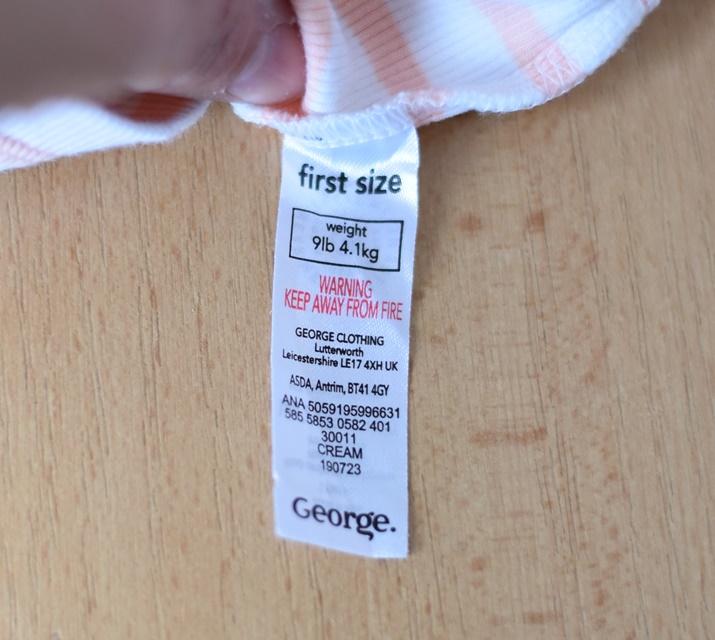 first size
weight
9lb 4.1kg
WARNING
KEEP AWAY FROM FIRE
GEORGE CLOTHING
Lutterworth
Leicestershire LE17 4XH UK
ASDA, Antrim, BT41 4GY
ANA 5059195996631
585 5853 0582 401
30011
CREAM
190723
George.